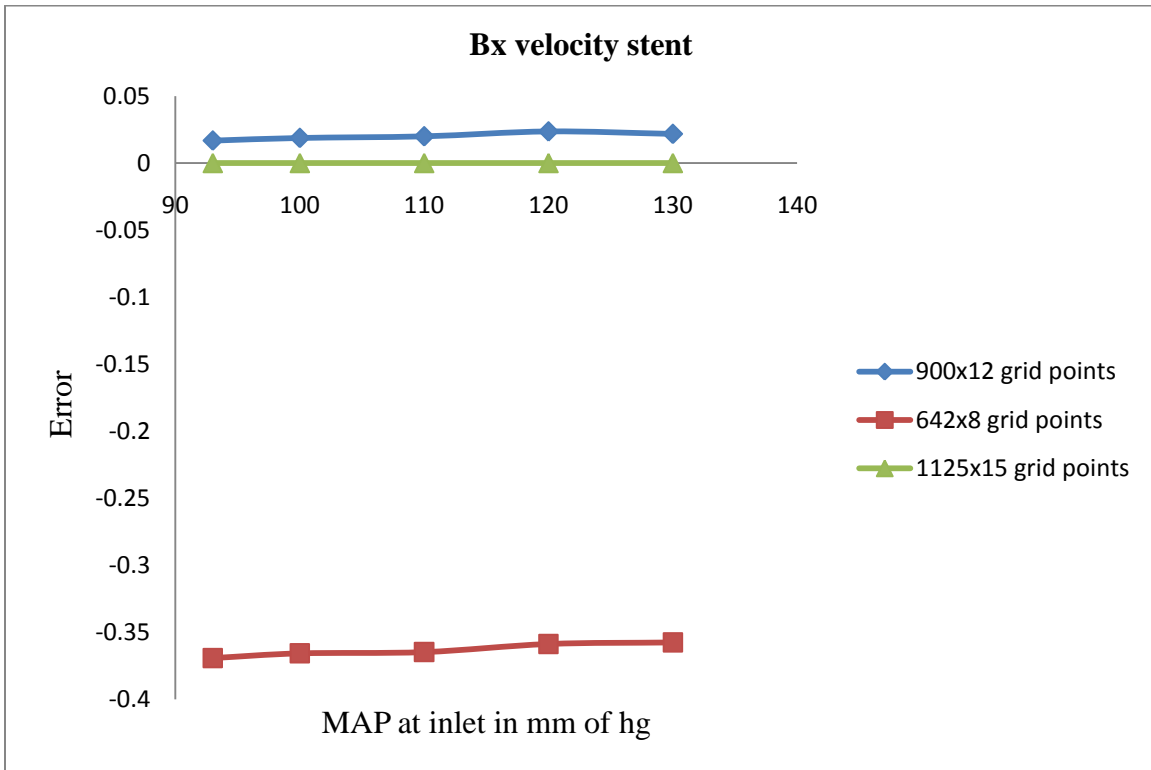 Bx velocity stent
0.05
0
90 100 110 120 130 140
-0.05
-0.1
-0.15
-0.2
-0.25
-0.3
-0.35
-0.4
Error
MAP at inlet in mm of hg
900x12 grid points
642x8 grid points
1125x15 grid points